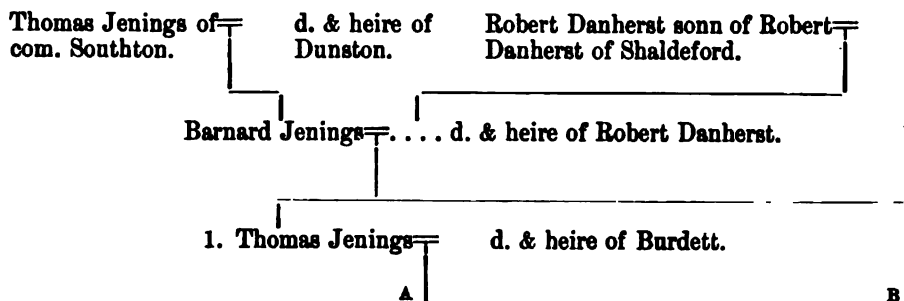 Thomas Jenings of= d. & heire of Robert Danherst sonn of Robert=
com. Southton. Dunston. Danherst of Shaldeford.
Barnard Jenings=. . . . d. & heire of Robert Danherst.
1. Thomas Jenings= d. & heire of Burdett.
A B